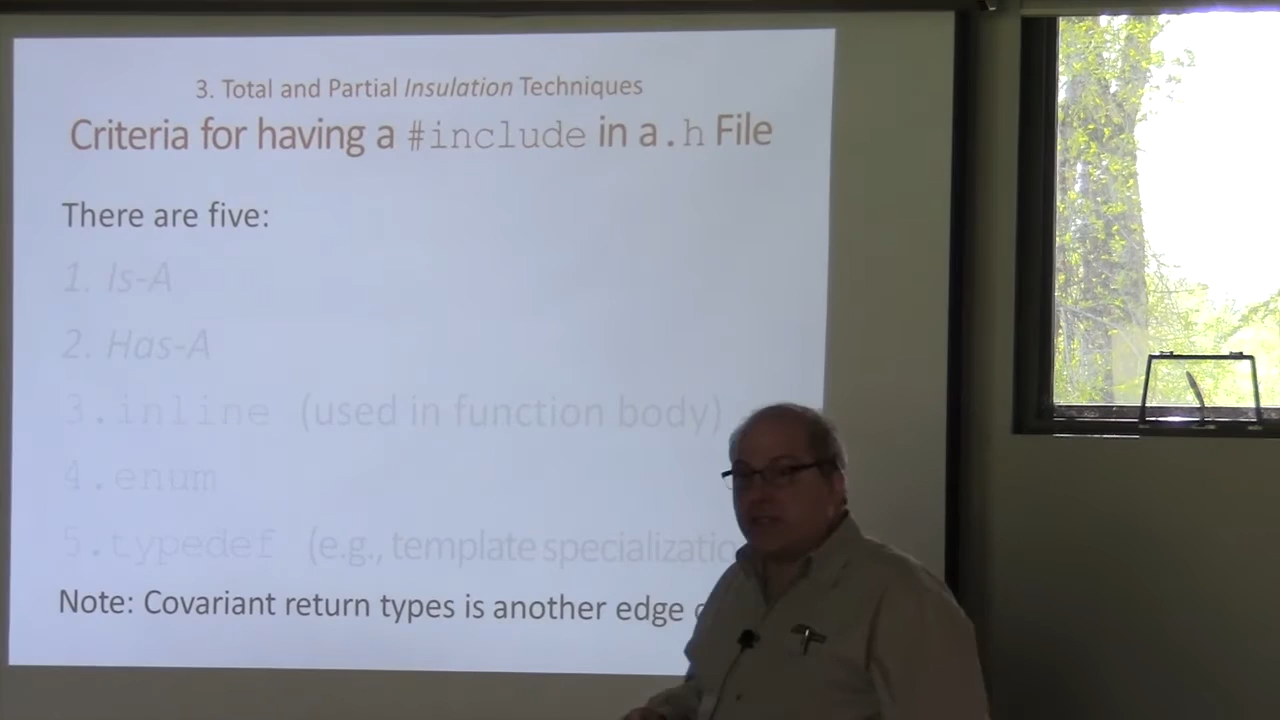 3. Total and Partial Insulation Techniques
Criteria for having a #include in a .h File
There are five:
1. Is-A
2. Has-A
3. inline (used in function body)
4. enum
5. typedef (e.g., template
Note: Covariant return types is another edge